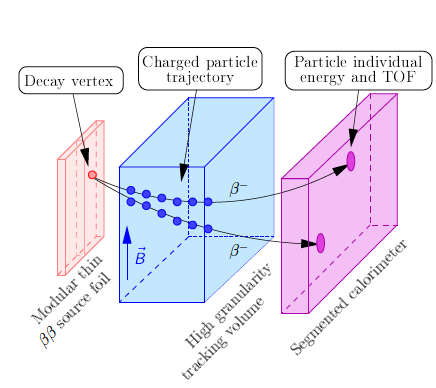 Decay vertex
Charged particle
trajectory
Particle individual
energy and TOF
β⁻
β⁻
B⃗
Modular thin
ββ source foil
High granularity
tracking volume
Segmented calorimeter